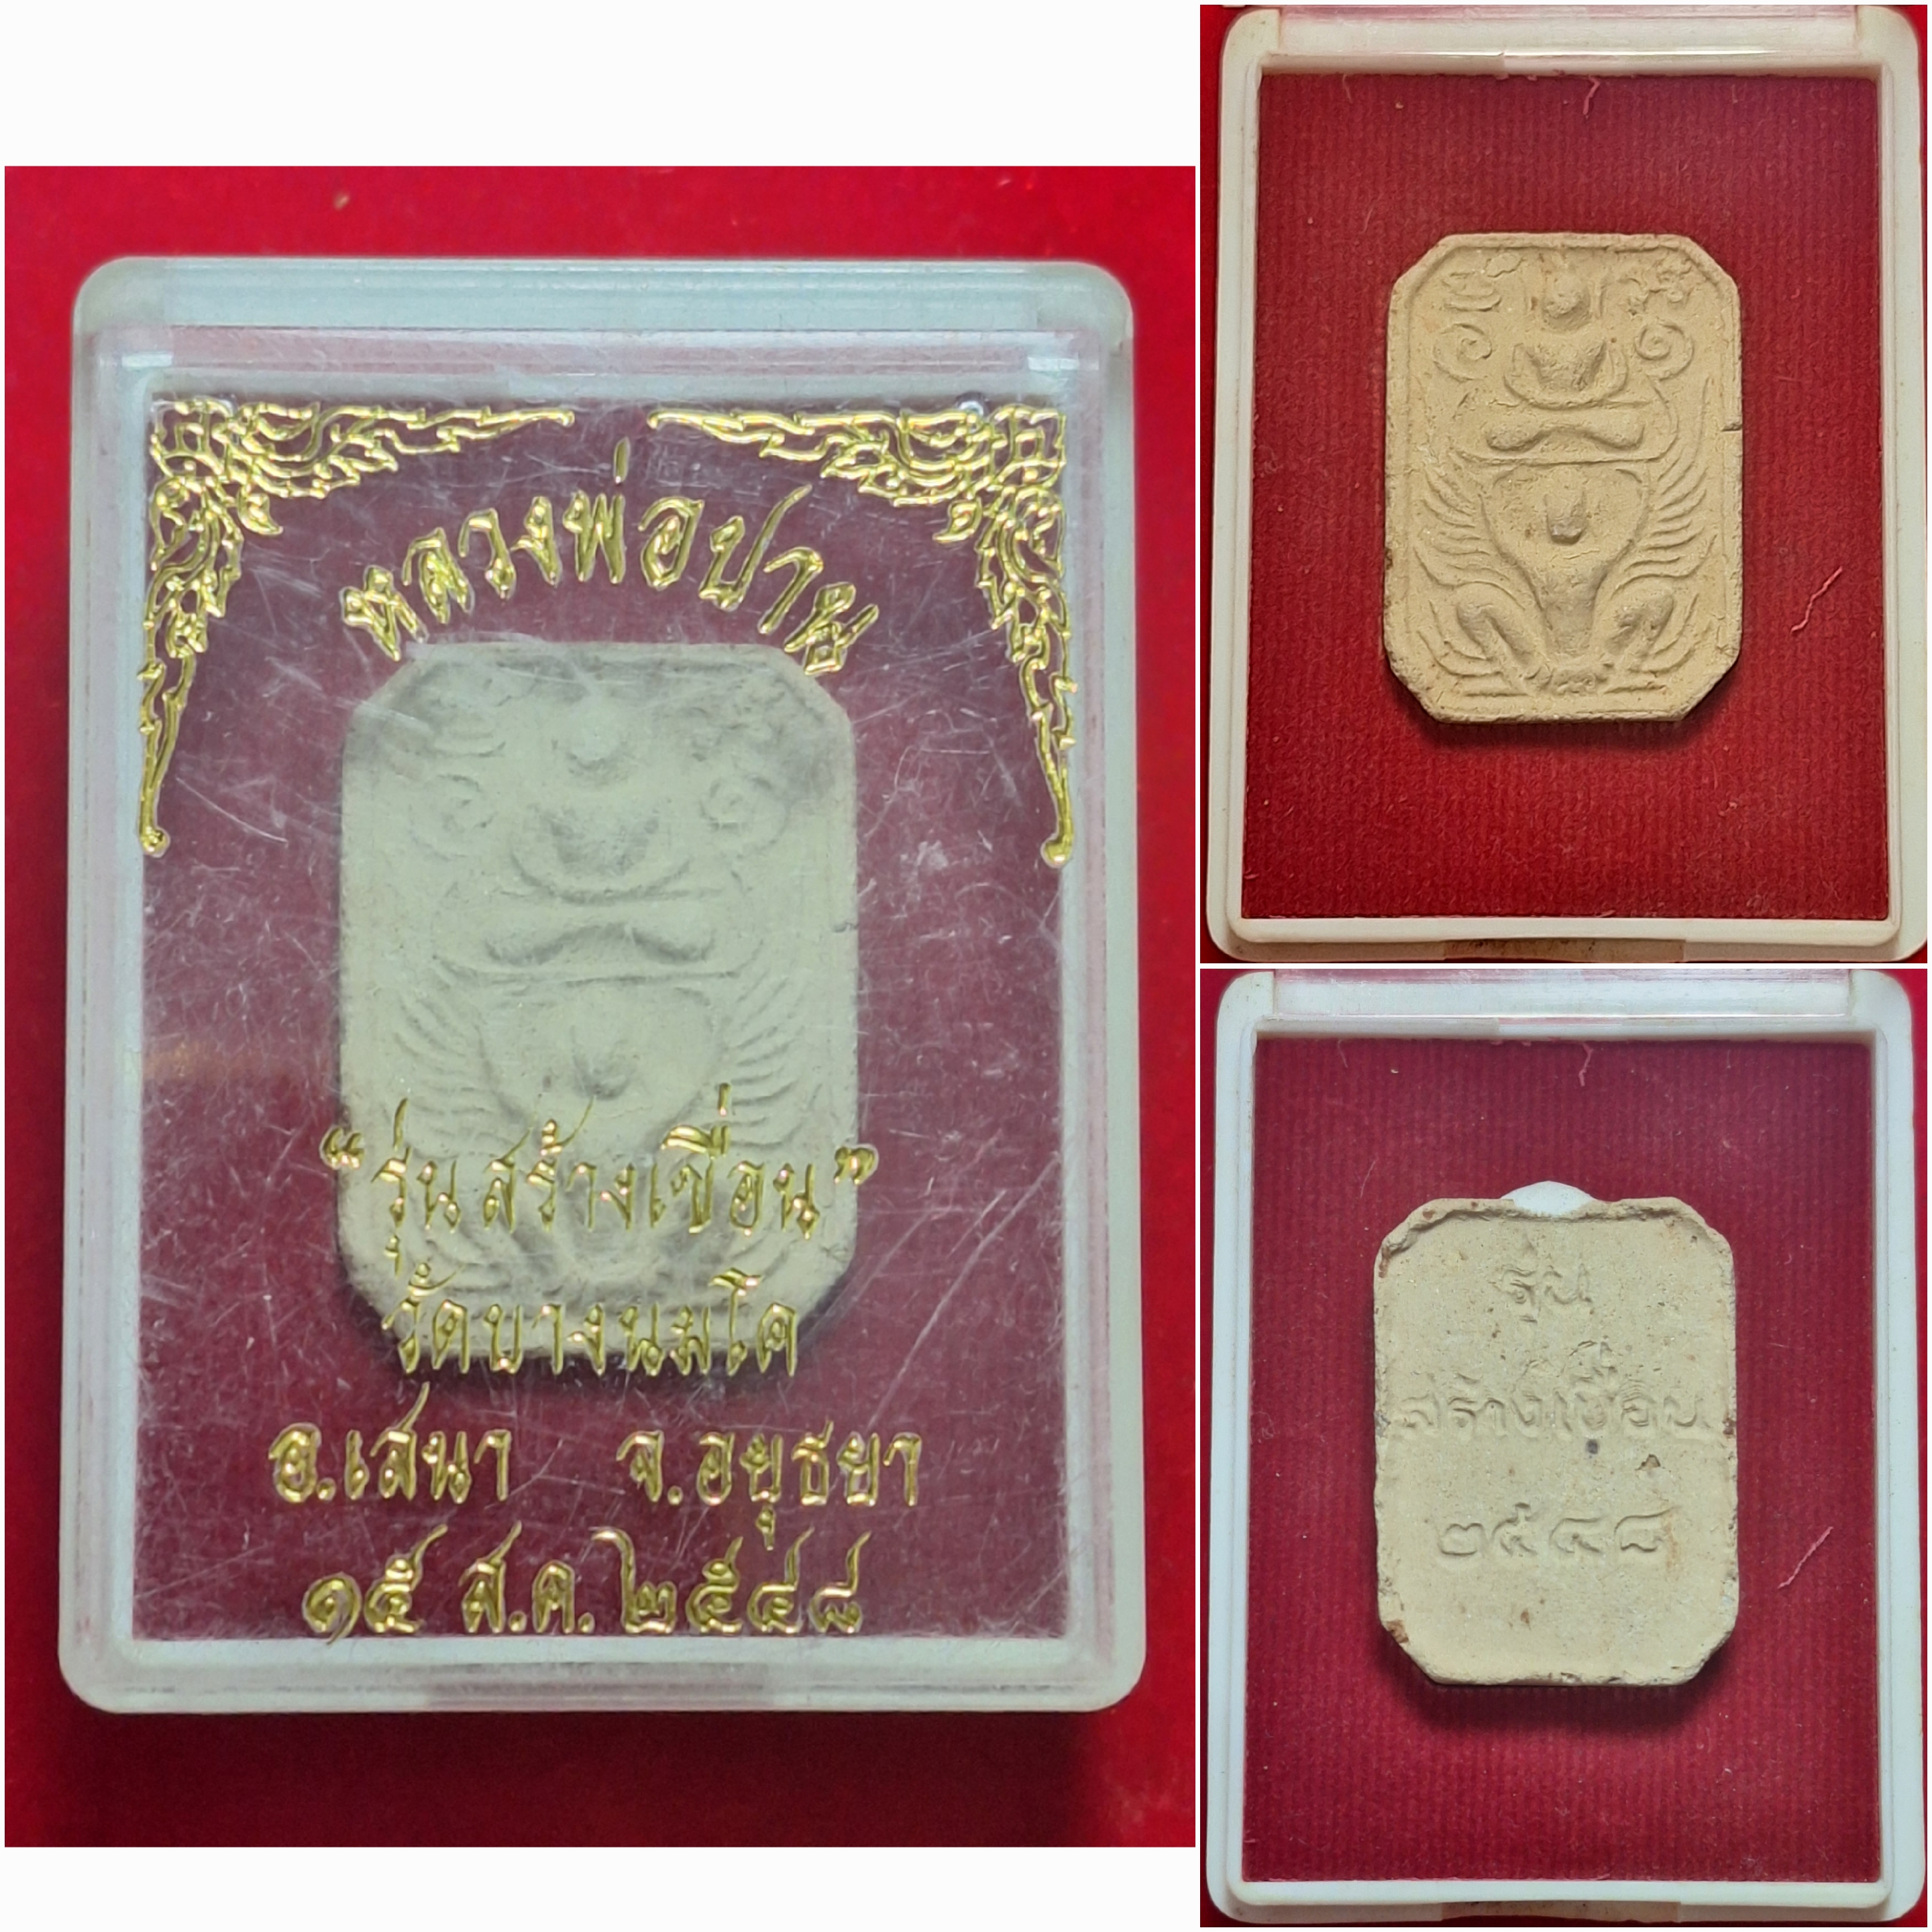 หลวงพ่อปาน
“รุ่นสร้างเขื่อน”
วัดบางนมโค
อ.เสนา จ.อยุธยา
๑๕ ส.ค. ๒๕๔๘
รุ่น
สร้างเขื่อน
๒๕๔๘